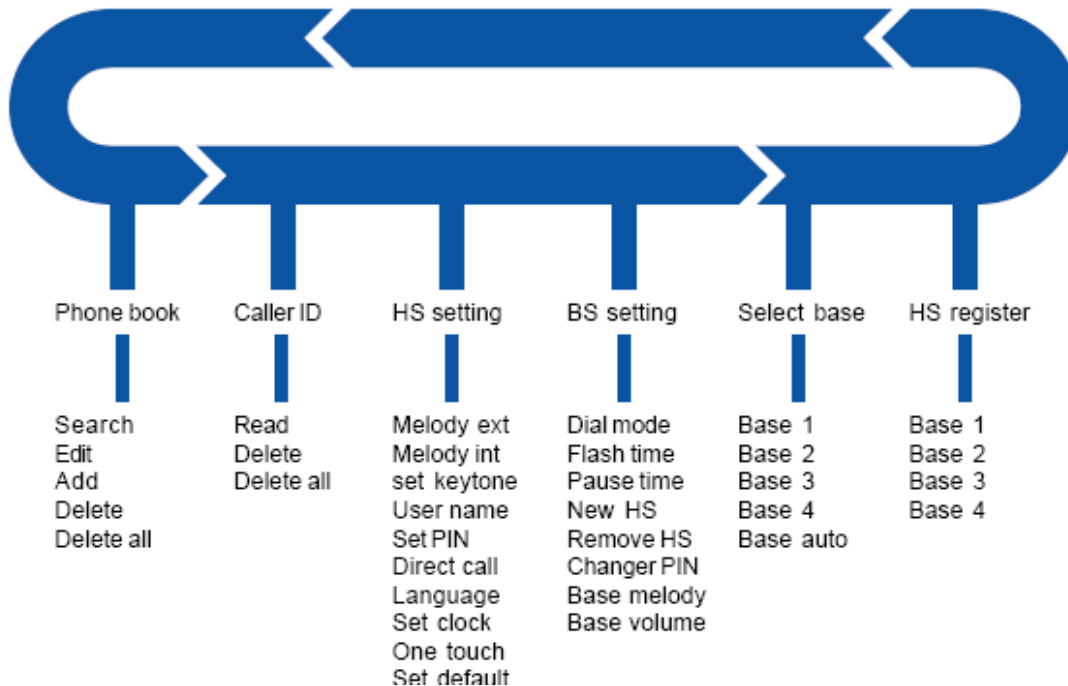 Phone book
Caller ID
HS setting
BS setting
Select base
HS register
Search
Edit
Add
Delete
Delete all
Read
Delete
Delete all
Melody ext
Melody int
set keytone
User name
Set PIN
Direct call
Language
Set clock
One touch
Set default
Dial mode
Flash time
Pause time
New HS
Remove HS
Changer PIN
Base melody
Base volume
Base 1
Base 2
Base 3
Base 4
Base auto
Base 1
Base 2
Base 3
Base 4